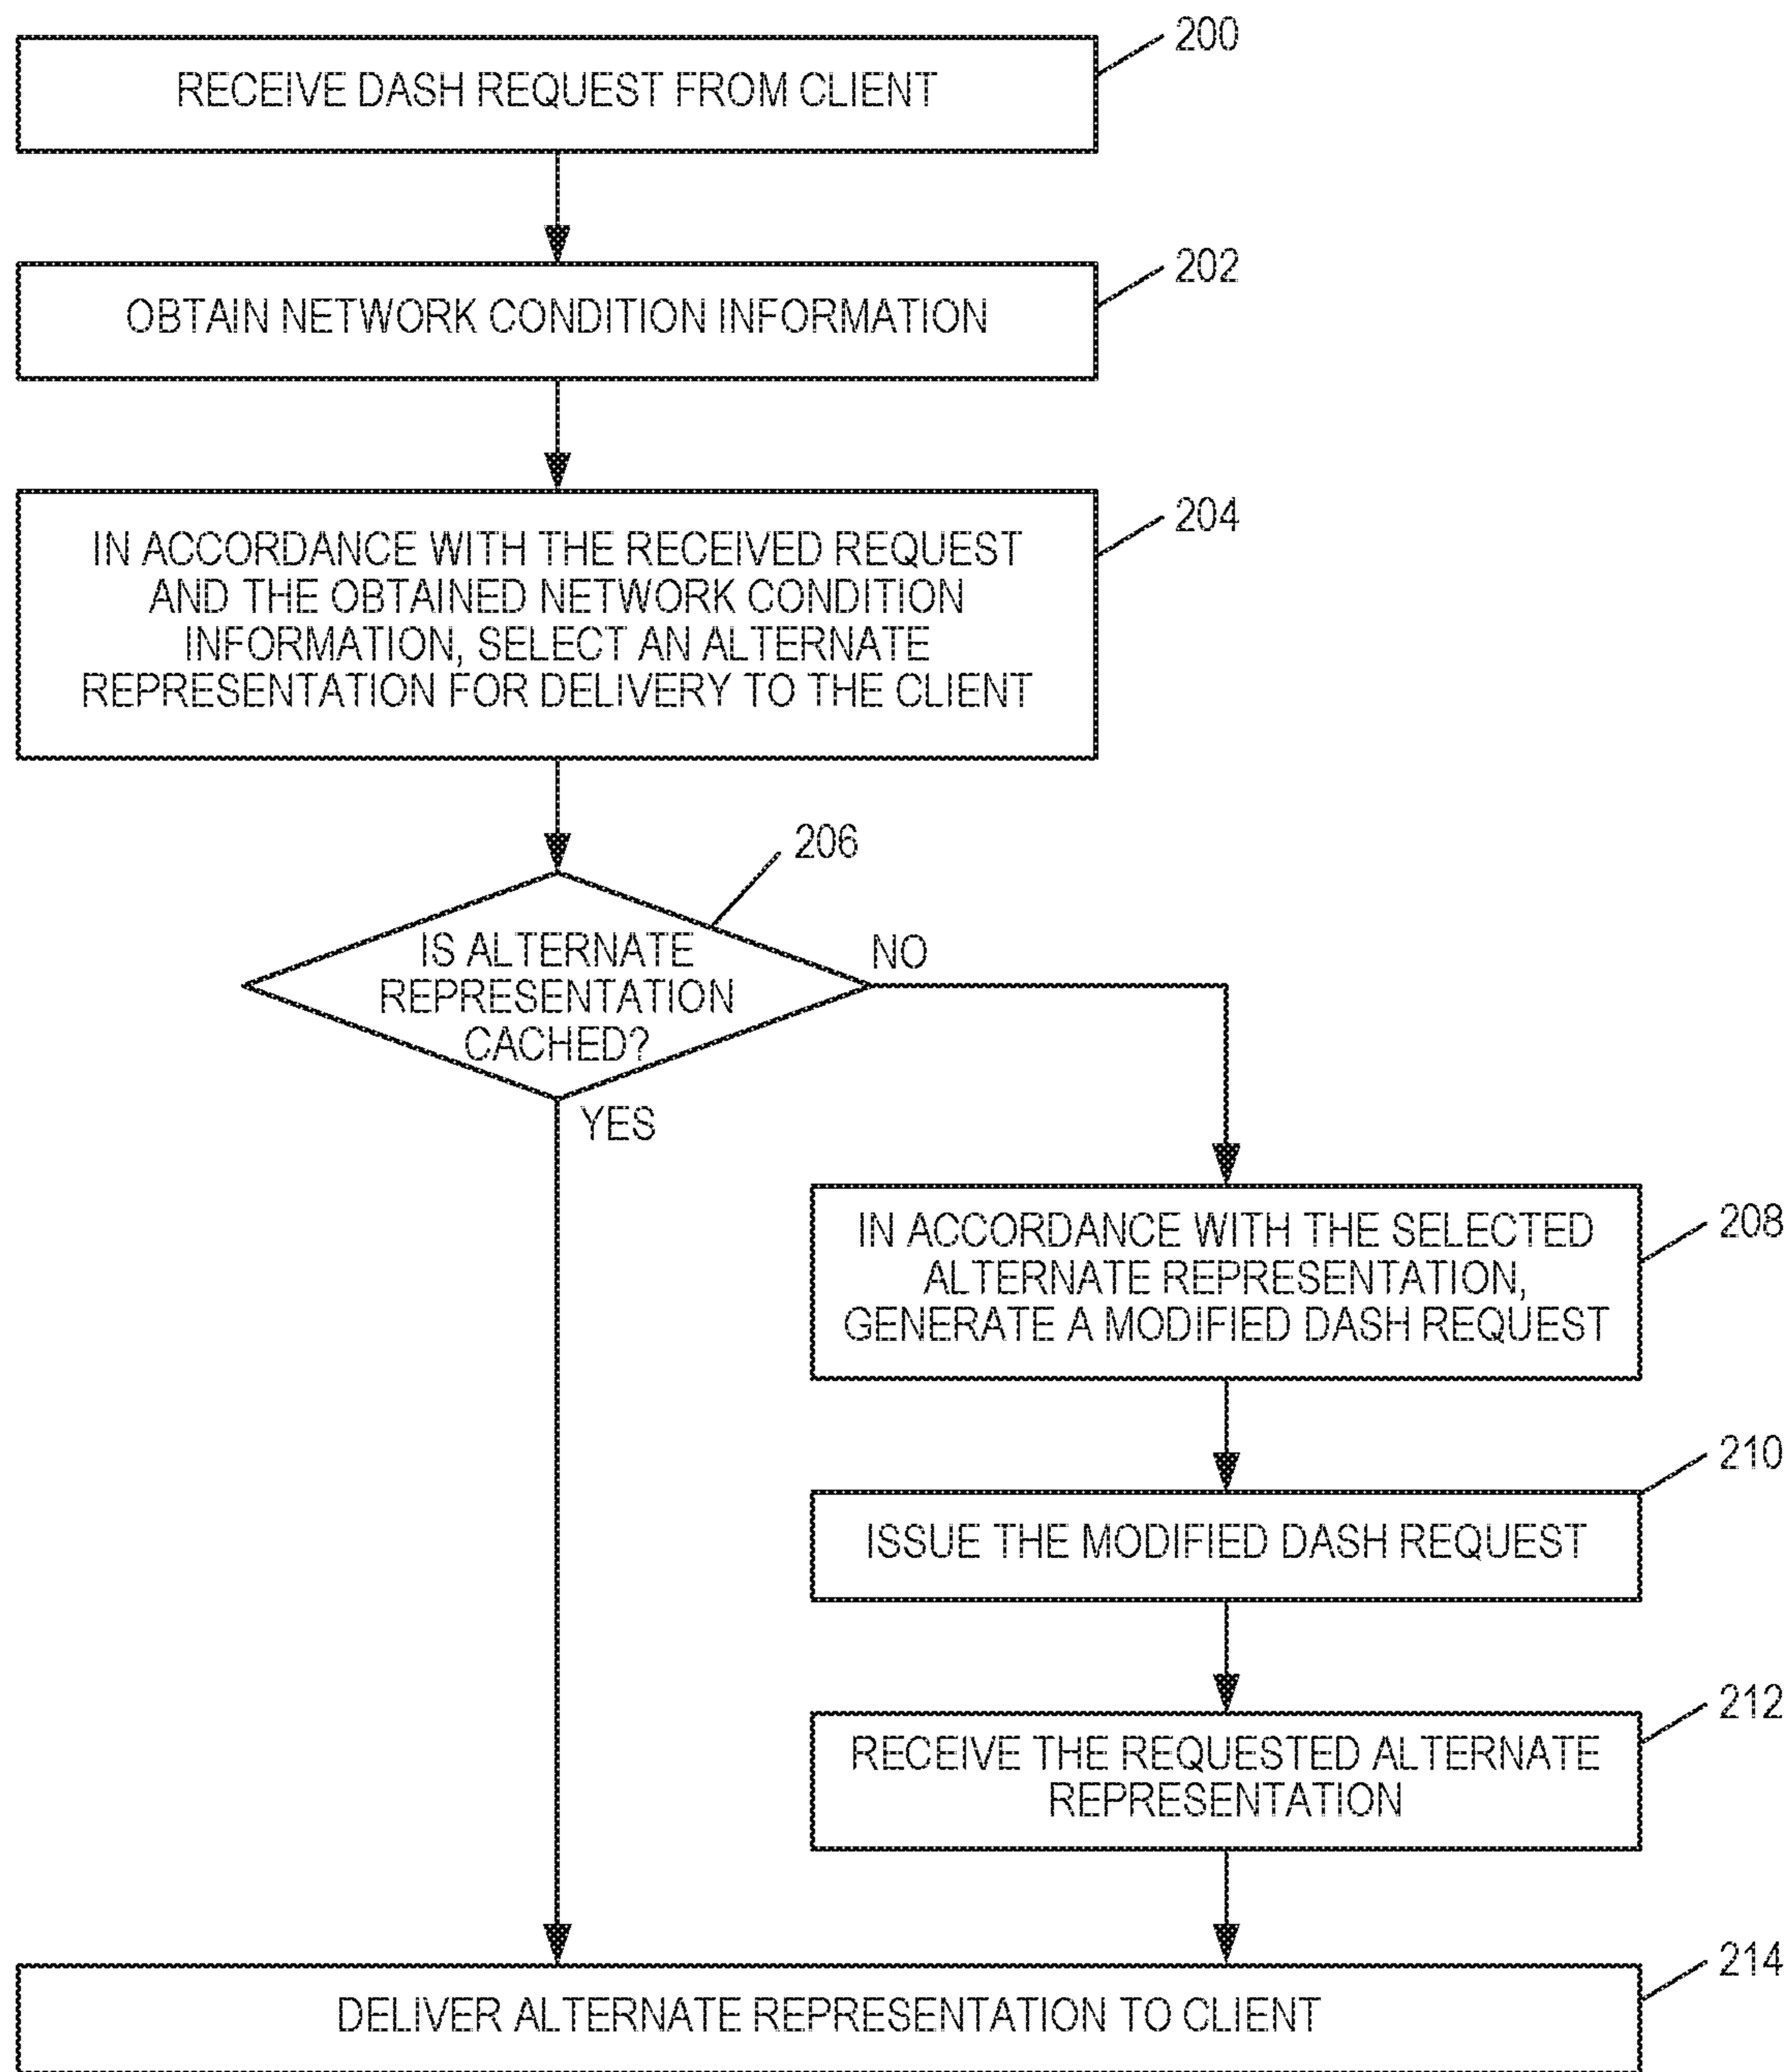 200
RECEIVE DASH REQUEST FROM CLIENT
202
OBTAIN NETWORK CONDITION INFORMATION
204
IN ACCORDANCE WITH THE RECEIVED REQUEST
AND THE OBTAINED NETWORK CONDITION
INFORMATION, SELECT AN ALTERNATE
REPRESENTATION FOR DELIVERY TO THE CLIENT
206
IS ALTERNATE
REPRESENTATION
CACHED?
NO
YES
208
IN ACCORDANCE WITH THE SELECTED
ALTERNATE REPRESENTATION,
GENERATE A MODIFIED DASH REQUEST
210
ISSUE THE MODIFIED DASH REQUEST
212
RECEIVE THE REQUESTED ALTERNATE
REPRESENTATION
214
DELIVER ALTERNATE REPRESENTATION TO CLIENT